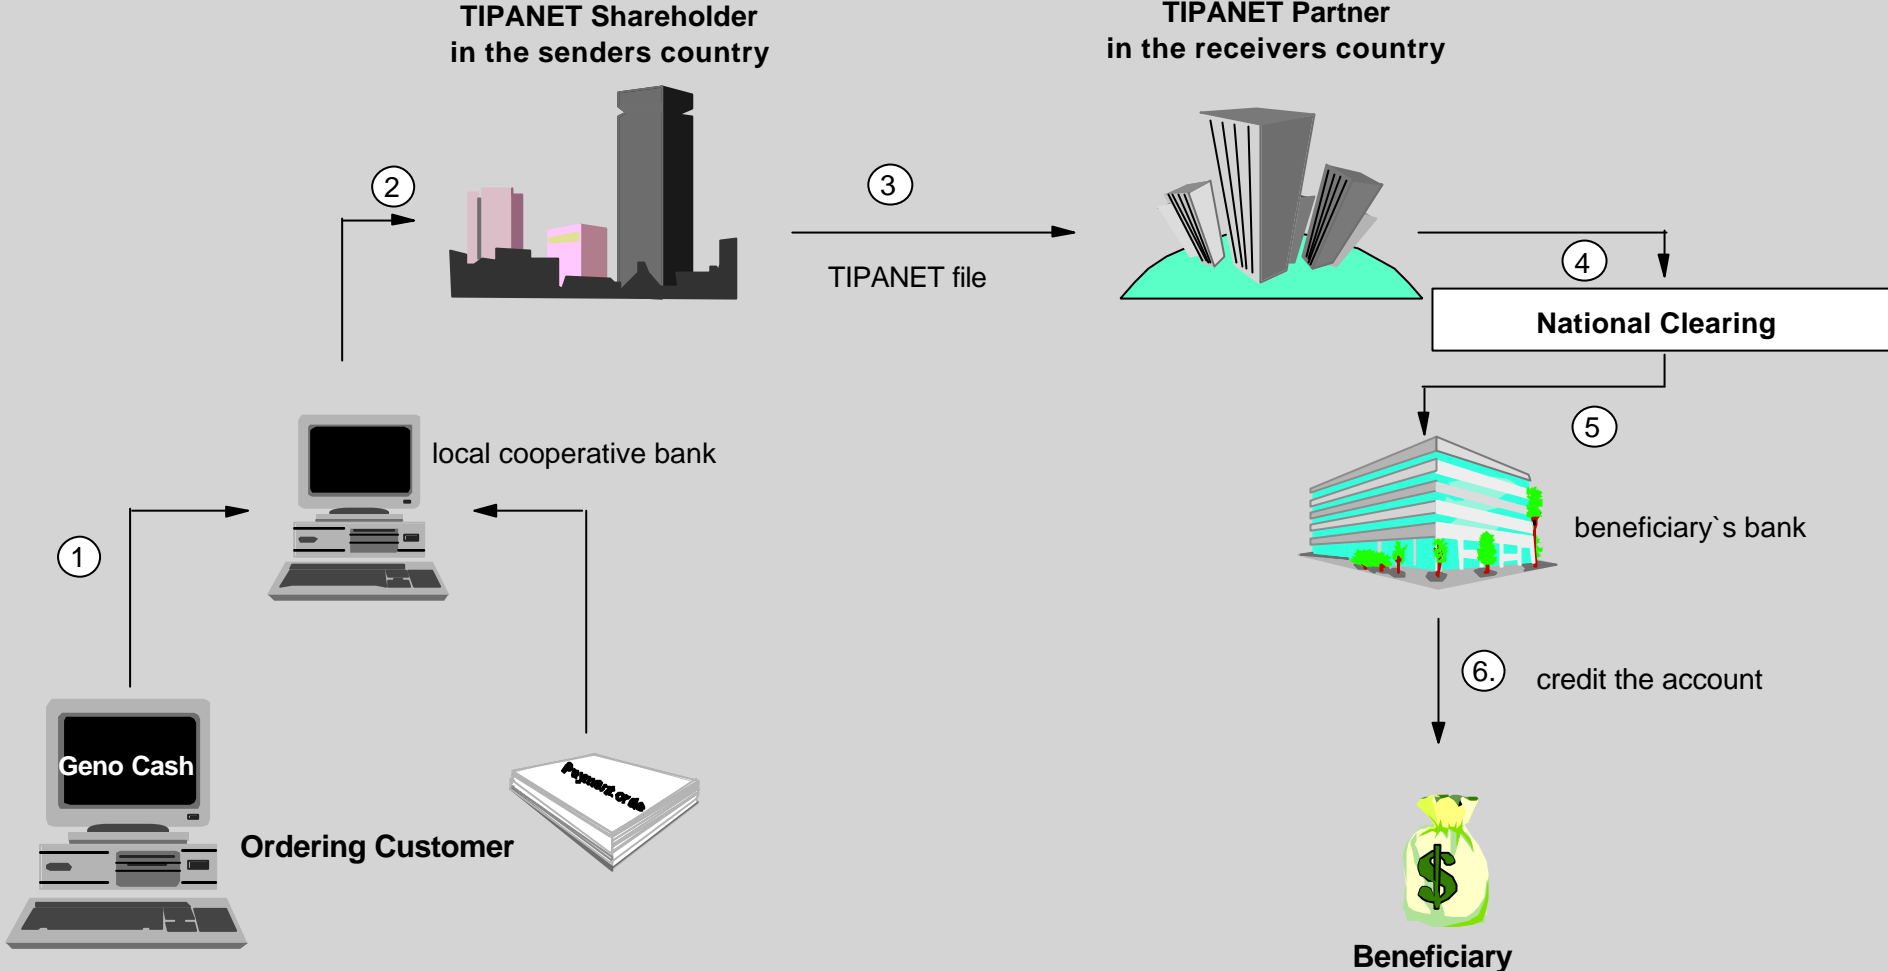 TIPANET Shareholder
in the senders country
TIPANET Partner
in the receivers country
2
3
TIPANET file
4
National Clearing
local cooperative bank
5
1
beneficiary`s bank
6.
credit the account
Geno Cash
Payment
Ordering Customer
$
Beneficiary